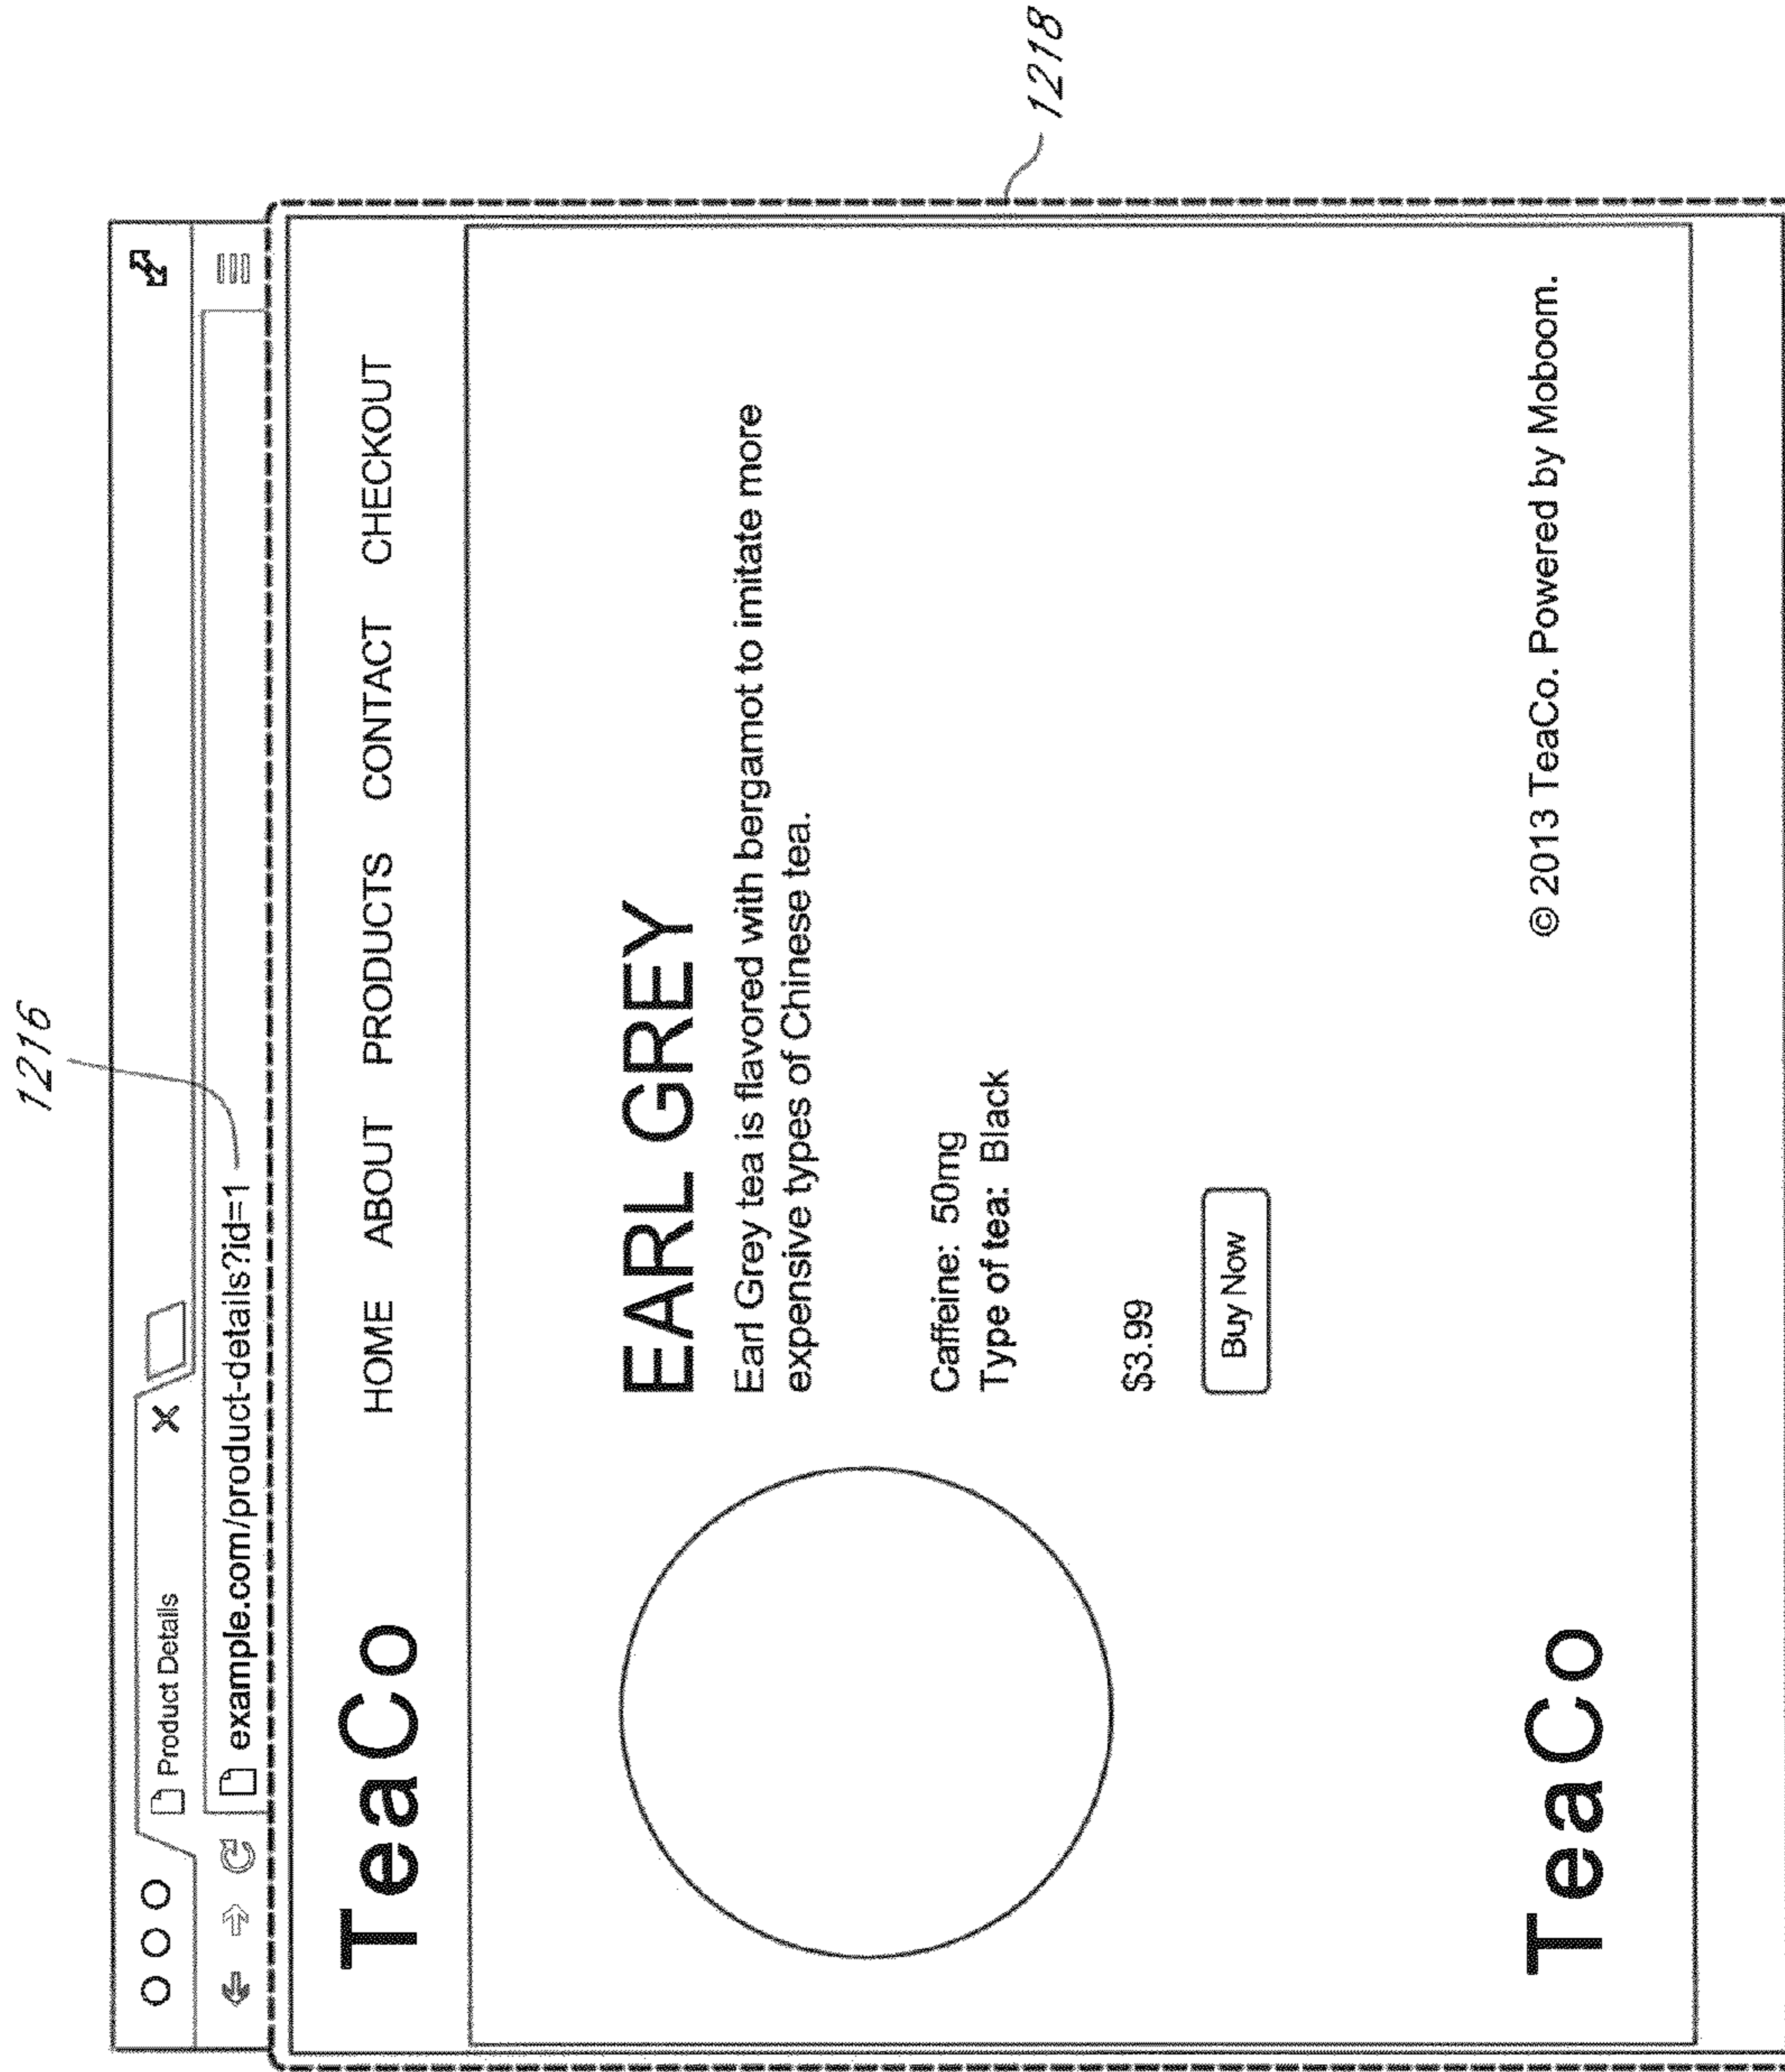 1216
Product Details
example.com/product-details?id=1
1218
TeaCo
HOME ABOUT PRODUCTS CONTACT CHECKOUT
EARL GREY
Earl Grey tea is flavored with bergamot to imitate more
expensive types of Chinese tea.
Caffeine: 50mg
Type of tea: Black
$3.99
Buy Now
TeaCo
© 2013 TeaCo. Powered by Moboom.